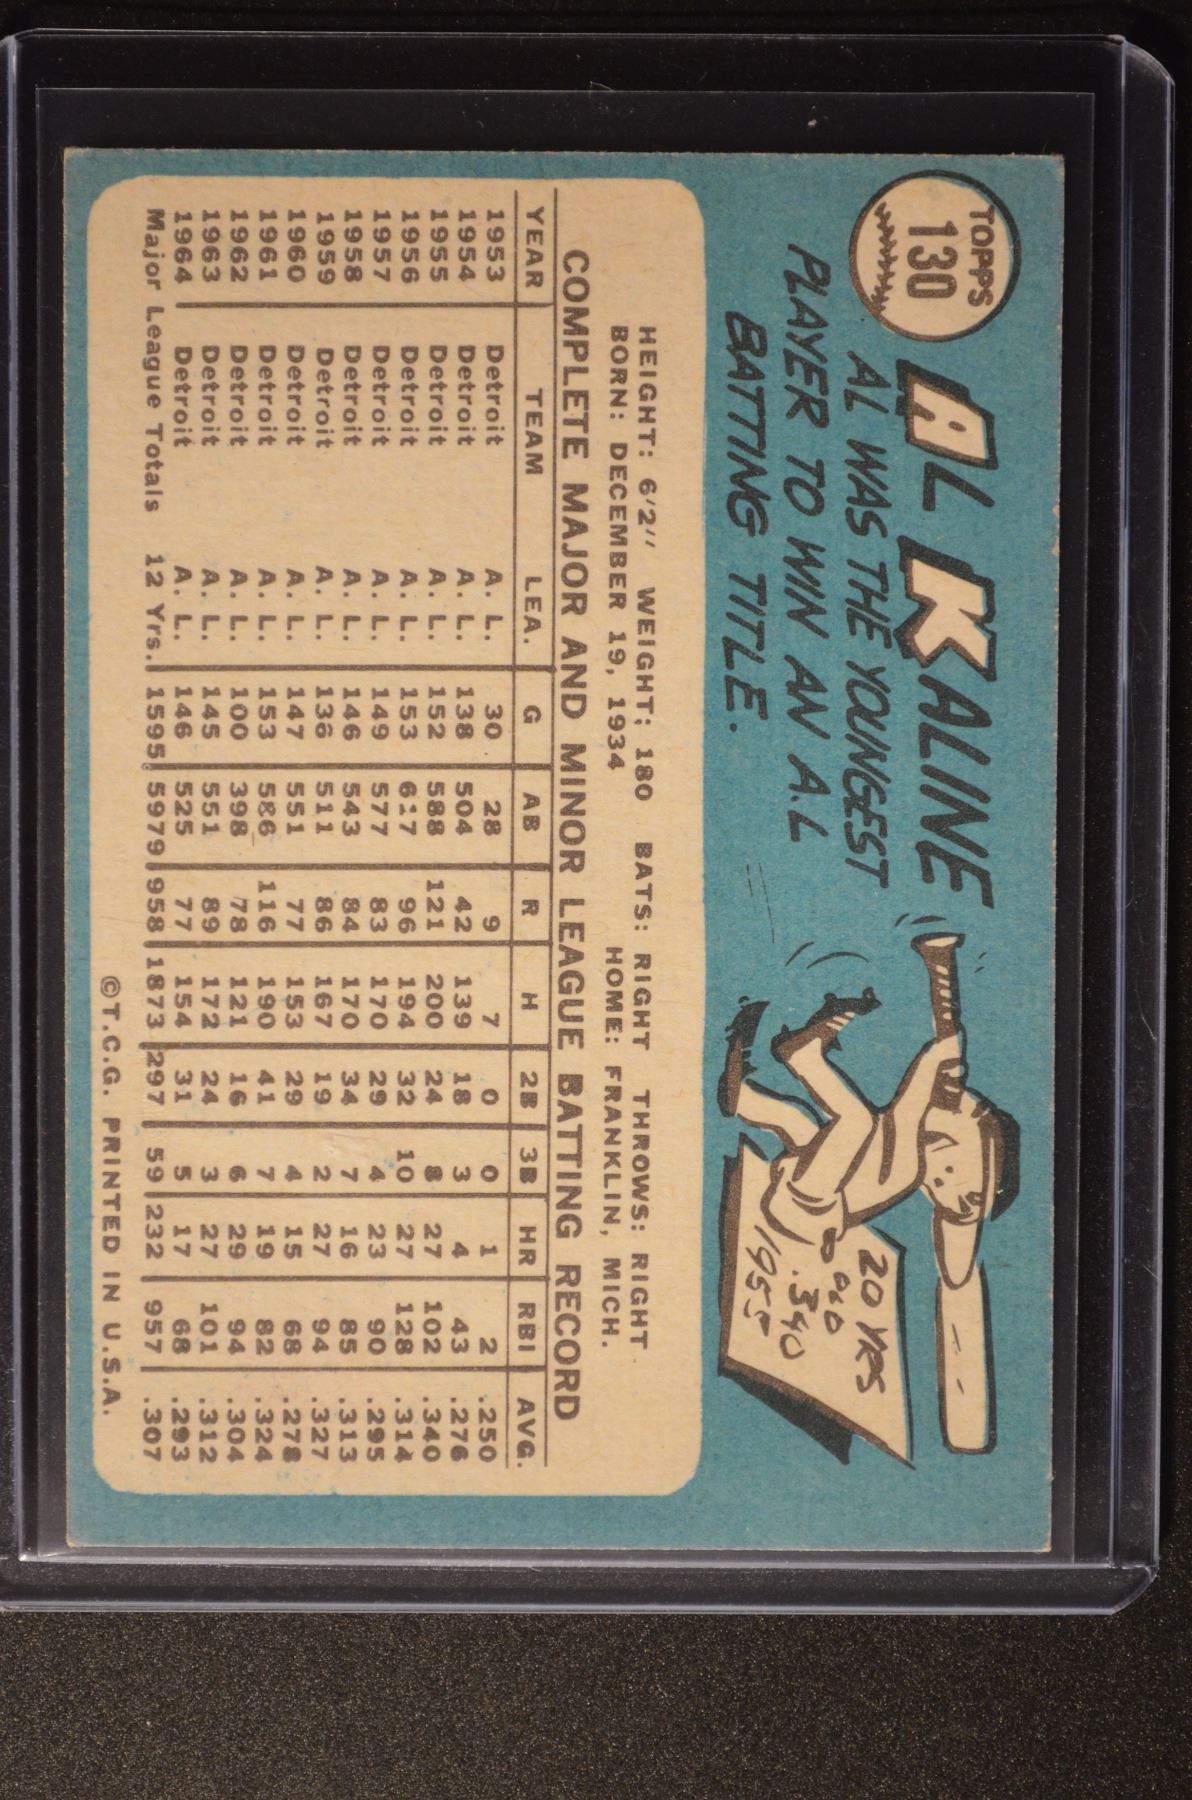 TOPPS
130
AL KALINE
AL WAS THE YOUNGEST
PLAYER TO WIN AN A.L
BATTING TITLE.
20 YRS
OLD
.340
1955
HEIGHT: 6'2" WEIGHT: 180 BATS: RIGHT THROWS: RIGHT
BORN: DECEMBER 19, 1934 HOME: FRANKLIN, MICH.
COMPLETE MAJOR AND MINOR LEAGUE BATTING RECORD
YEAR TEAM LEA. G AB R H 2B 3B HR RBI AVG.
1953 Detroit A. L. 30 28 9 7 0 0 1 2 .250
1954 Detroit A. L. 138 504 42 139 18 3 4 43 .276
1955 Detroit A. L. 152 588 121 200 24 8 27 102 .340
1956 Detroit A. L. 153 617 96 194 32 10 27 128 .314
1957 Detroit A. L. 149 577 83 170 29 4 23 90 .295
1958 Detroit A. L. 146 543 84 170 34 7 16 85 .313
1959 Detroit A. L. 136 511 86 167 19 2 27 94 .327
1960 Detroit A. L. 147 551 77 153 29 4 15 68 .278
1961 Detroit A. L. 153 586 116 190 41 7 19 82 .324
1962 Detroit A. L. 100 398 78 121 16 6 29 94 .304
1963 Detroit A. L. 145 551 89 172 24 3 27 101 .312
1964 Detroit A. L. 146 525 77 154 31 5 17 68 .293
Major League Totals 12 Yrs. 1595 5979 958 1873 297 59 232 957 .307
©T.C.G. PRINTED IN U.S.A.